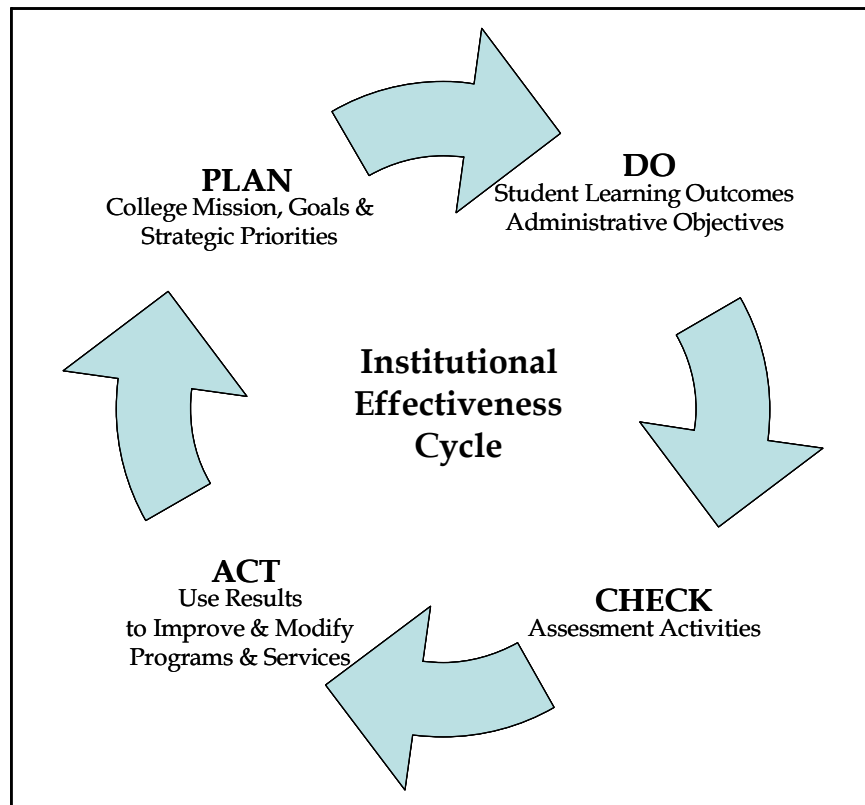 PLAN
College Mission, Goals &
Strategic Priorities
DO
Student Learning Outcomes
Administrative Objectives
Institutional
Effectiveness
Cycle
ACT
Use Results
to Improve & Modify
Programs & Services
CHECK
Assessment Activities